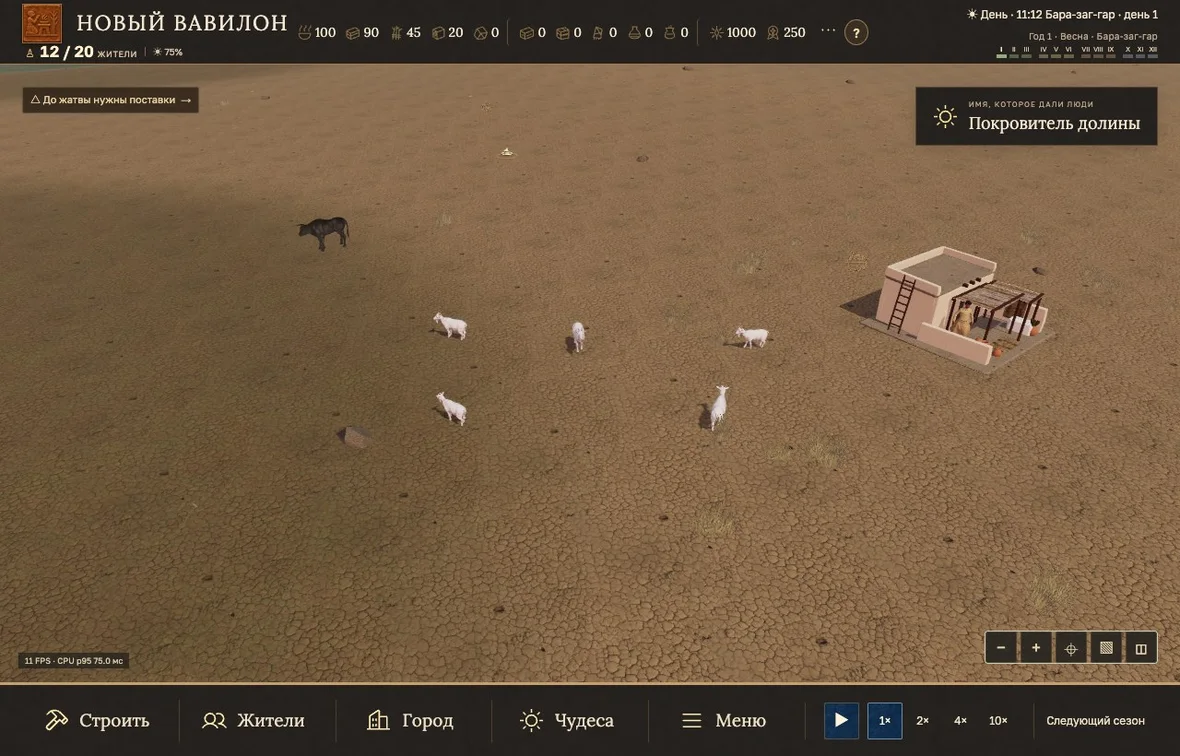 НОВЫЙ ВАВИЛОН
100 90 45 20 0 0 0 0 0 0 1000 250 ... ?
День · 11:12 Бара-заг-гар · день 1
Год 1 · Весна · Бара-заг-гар
I II III IV V VI VII VIII IX X XI XII
12 / 20 ЖИТЕЛИ 75%
До жатвы нужны поставки →
ИМЯ, КОТОРОЕ ДАЛИ ЛЮДИ
Покровитель долины
− +
11 FPS · CPU p95 75.0 мс
Строить Жители Город Чудеса Меню 1× 2× 4× 10× Следующий сезон